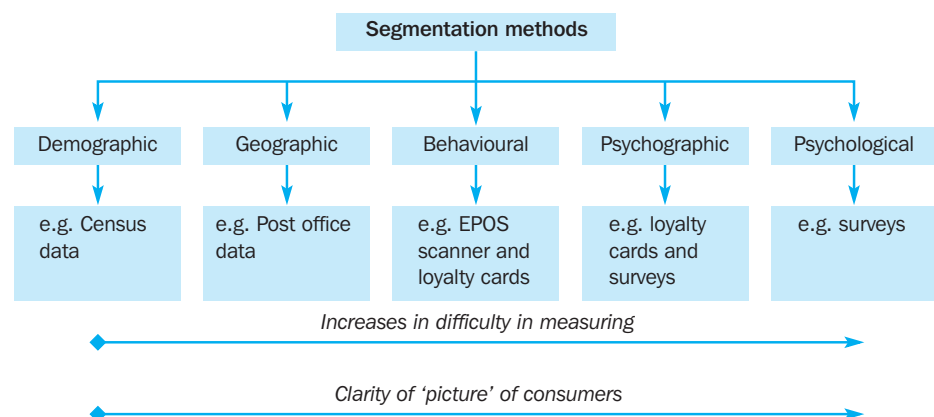 Segmentation methods
Demographic
Geographic
Behavioural
Psychographic
Psychological
e.g. Census
data
e.g. Post office
data
e.g. EPOS
scanner and
loyalty cards
e.g. loyalty
cards and
surveys
e.g. surveys
Increases in difficulty in measuring
Clarity of ‘picture’ of consumers